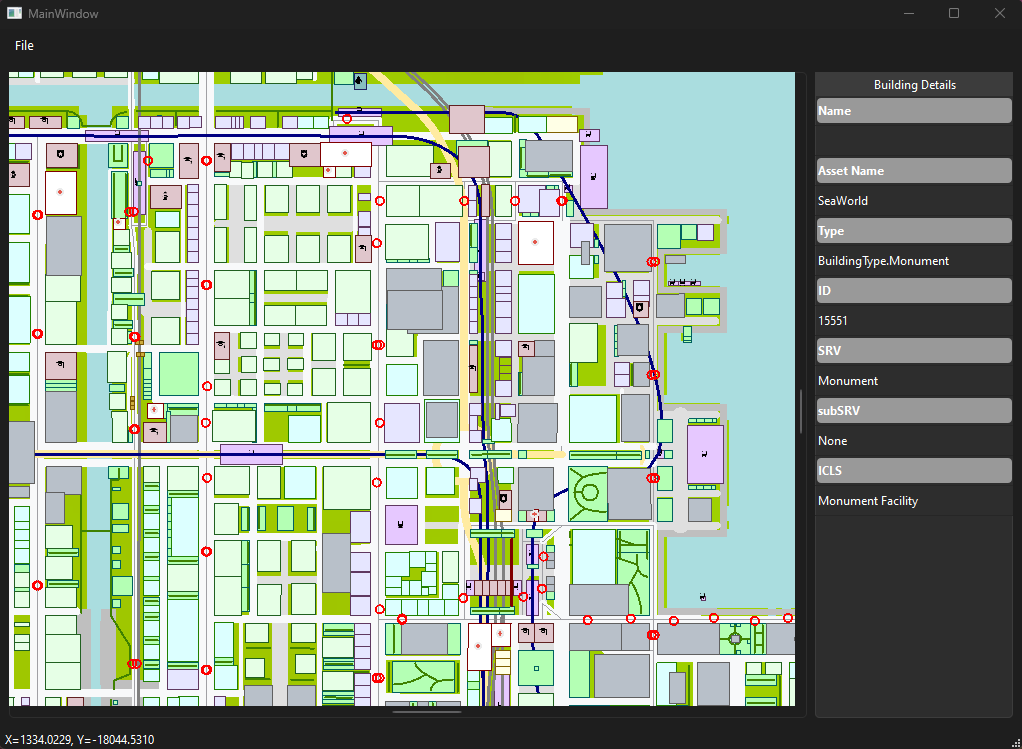 MainWindow
File
Building Details
Name
Asset Name
SeaWorld
Type
BuildingType.Monument
ID
15551
SRV
Monument
subSRV
None
ICLS
Monument Facility
X=1334.0229, Y=-18044.5310